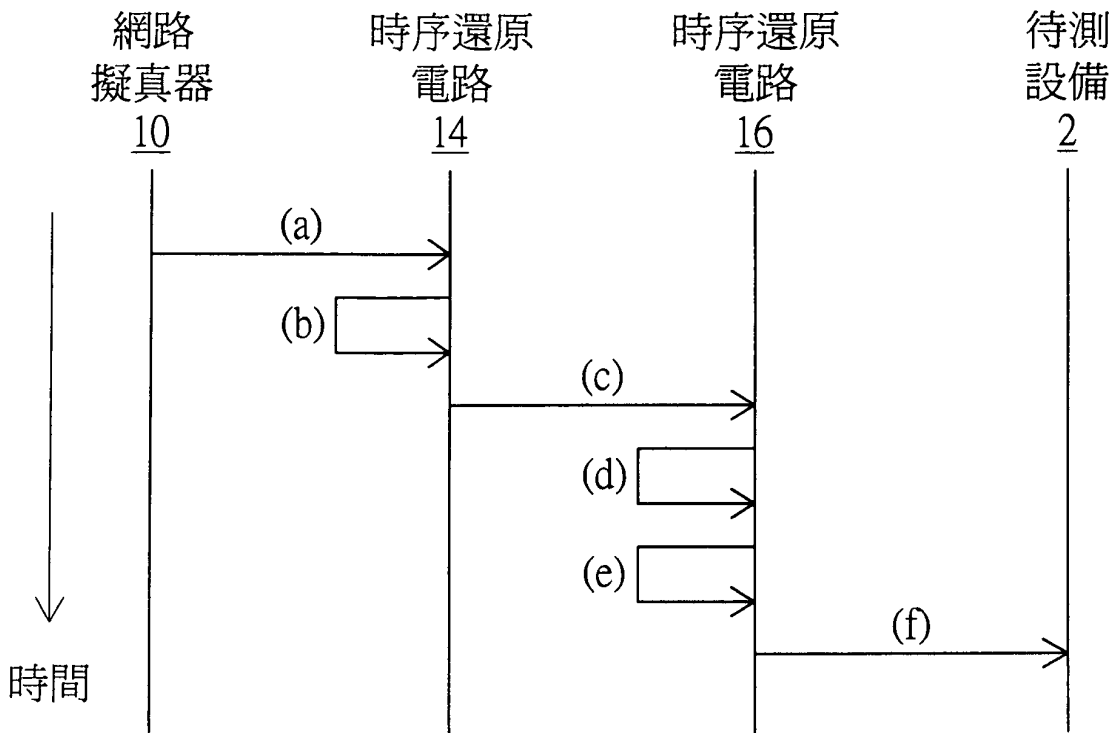 網路 時序還原 時序還原 待測
擬真器 電路 電路 設備
10 14 16 2
(a)
(b)
(c)
(d)
(e)
(f)
時間